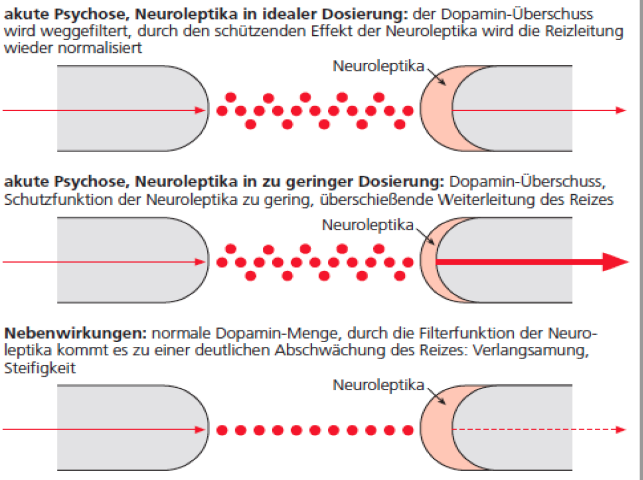 akute Psychose, Neuroleptika in idealer Dosierung: der Dopamin-Überschuss
wird weggefiltert, durch den schützenden Effekt der Neuroleptika wird die Reizleitung
wieder normalisiert
Neuroleptika
akute Psychose, Neuroleptika in zu geringer Dosierung: Dopamin-Überschuss,
Schutzfunktion der Neuroleptika zu gering, überschießende Weiterleitung des Reizes
Neuroleptika
Nebenwirkungen: normale Dopamin-Menge, durch die Filterfunktion der Neuro-
leptika kommt es zu einer deutlichen Abschwächung des Reizes: Verlangsamung,
Steifigkeit
Neuroleptika